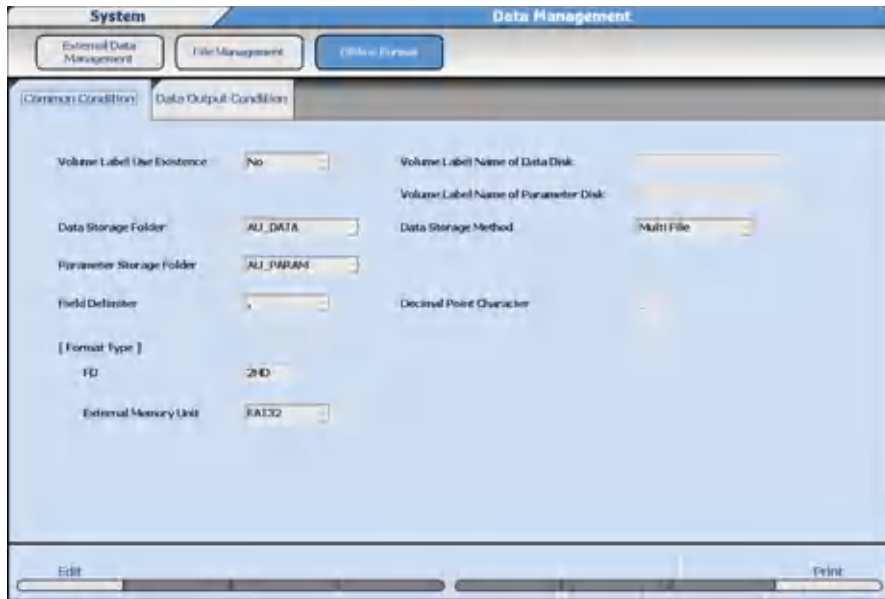 System
Data Management
External Data
Management
File Management
Offline Format
Common Condition
Data Output Condition
Volume Label Use Existence
No
Volume Label Name of Data Disk
Volume Label Name of Parameter Disk
Data Storage Folder
AU_DATA
Data Storage Method
Multi File
Parameter Storage Folder
AU_PARAM
Field Delimiter
,
Decimal Point Character
.
[ Format Type ]
FD
2HD
External Memory Unit
FAT32
Edit
Print